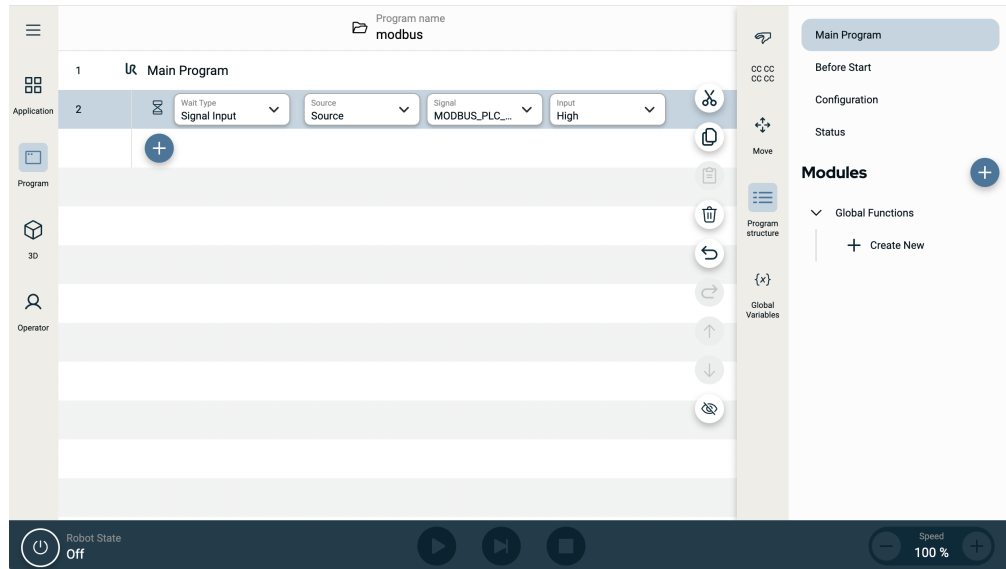 Program name
modbus
Application
Program
3D
Operator
1 UR Main Program
2 Wait Type Signal Input Source Source Signal MODBUS_PLC_... Input High
CC CC
CC CC
Move
Program
structure
{x}
Global
Variables
Main Program
Before Start
Configuration
Status
Modules
Global Functions
Create New
Robot State
Off
Speed
100 %